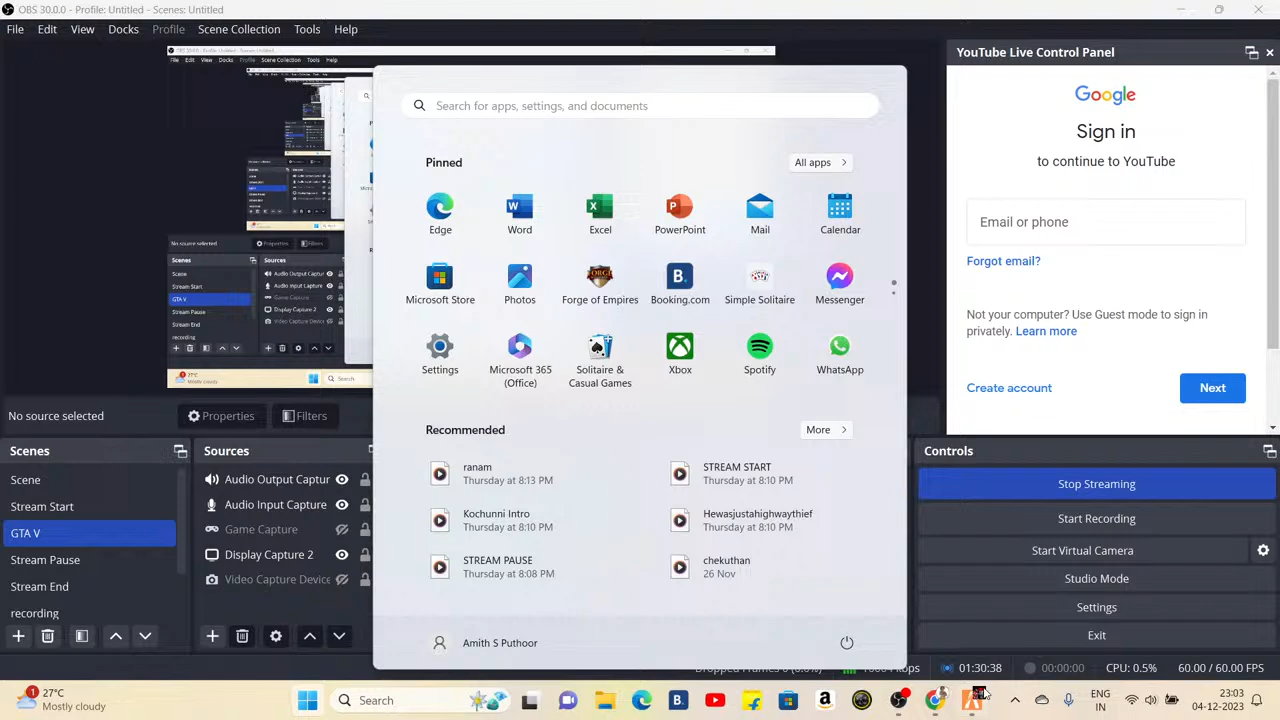 OBS 30.0.0 - Profile: Untitled - Scenes: Untitled
File Edit View Docks Profile Scene Collection Tools Help
YouTube Live Control Panel
Google
Sign in
to continue to YouTube
Email or phone
Forgot email?
Not your computer? Use Guest mode to sign in
privately. Learn more
Create account
Next
Search for apps, settings, and documents
Pinned
All apps
Edge Word Excel PowerPoint Mail Calendar
Microsoft Store Photos Forge of Empires Booking.com Simple Solitaire Messenger
Settings Microsoft 365 (Office) Solitaire & Casual Games Xbox Spotify WhatsApp
Recommended
More
ranam
Thursday at 8:13 PM
STREAM START
Thursday at 8:10 PM
Kochunni Intro
Thursday at 8:10 PM
Hewasjustahighwaythief
Thursday at 8:10 PM
STREAM PAUSE
Thursday at 8:08 PM
chekuthan
26 Nov
Amith S Puthoor
No source selected
Properties
Filters
Scenes
Scene
Stream Start
GTA V
Stream Pause
Stream End
recording
Sources
Audio Output Captur
Audio Input Capture
Game Capture
Display Capture 2
Video Capture Device
Controls
Stop Streaming
Start Recording
Start Virtual Camera
Studio Mode
Settings
Exit
01:30:38
00:00:00
CPU: 0.5%
60.00 / 60.00 FPS
27°C
Mostly cloudy
Search
ENG
IN
23:03
04-12-2023